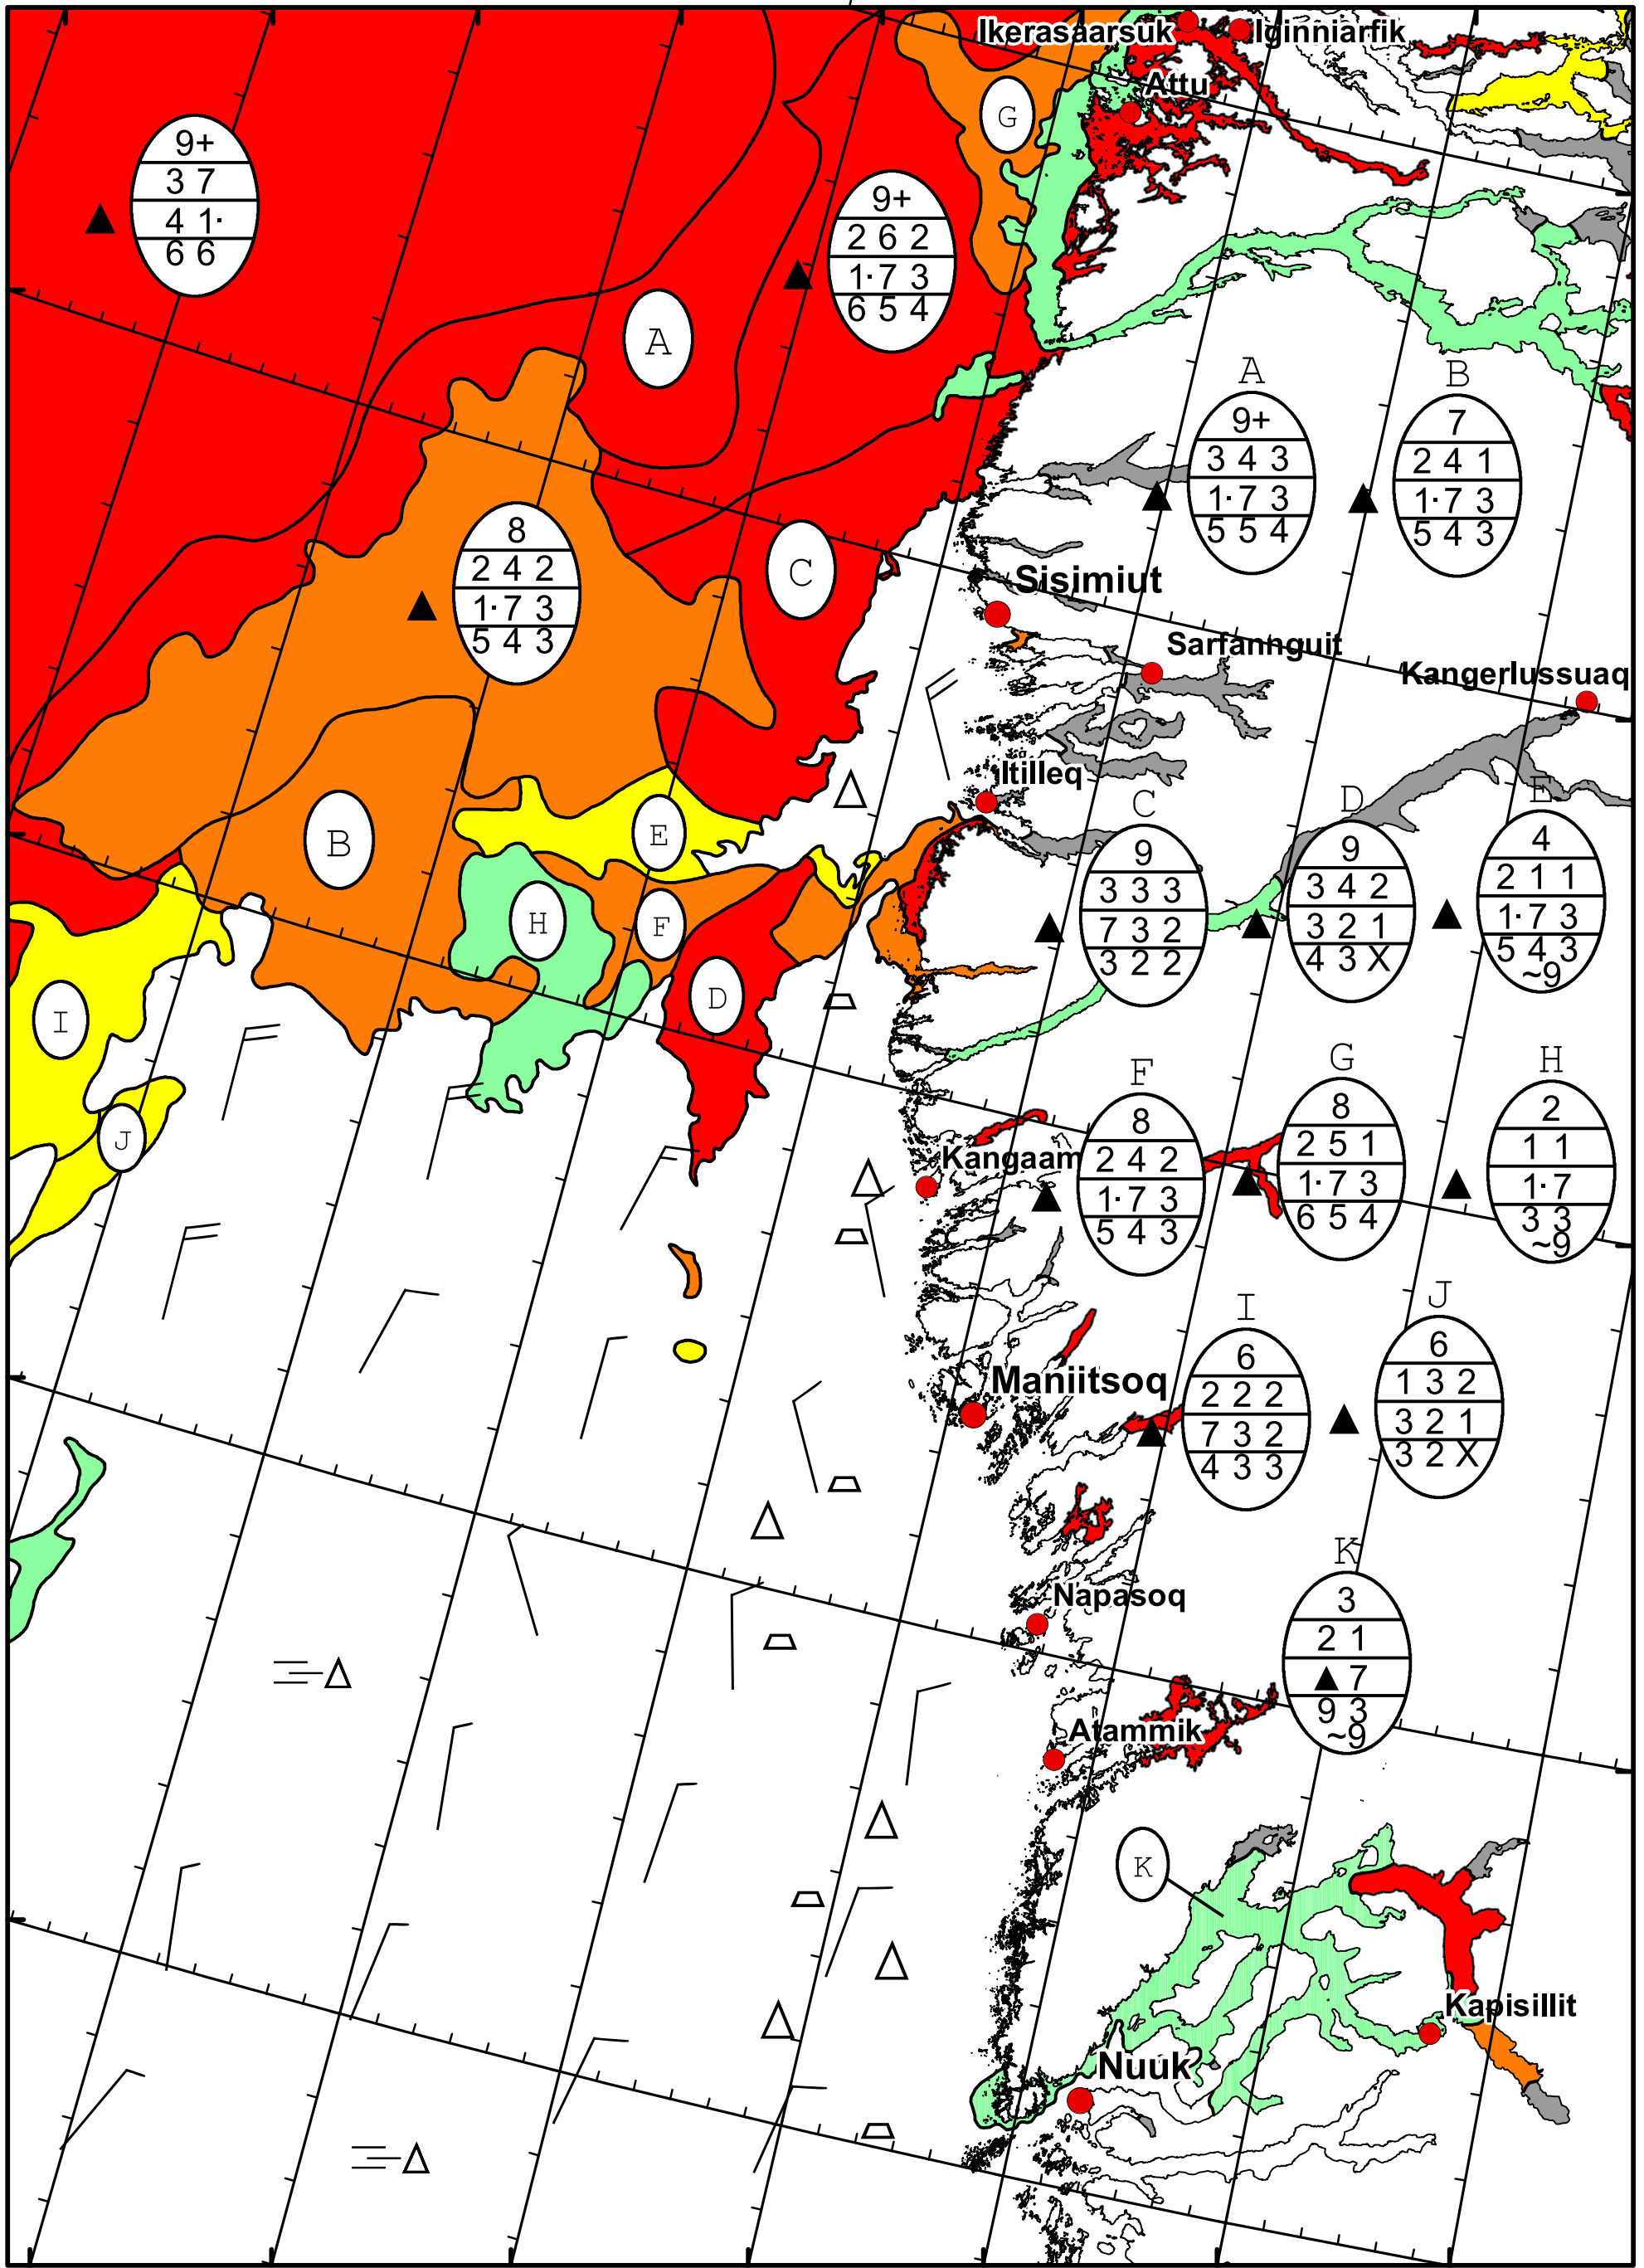 Ikerasaarsuk
Iginniarfik
Attu
G
9+
3 7
4 1·
6 6
9+
2 6 2
1· 7 3
6 5 4
A
A
9+
3 4 3
1· 7 3
5 5 4
B
7
2 4 1
1· 7 3
5 4 3
8
2 4 2
1· 7 3
5 4 3
C
Sisimiut
Sarfannguit
Kangerlussuaq
Itilleq
B
E
C
9
3 3 3
7 3 2
3 2 2
D
9
3 4 2
3 2 1
4 3 X
E
4
2 1 1
1· 7 3
5 4 3
~9
H
F
D
I
J
Kangaam
F
8
2 4 2
1· 7 3
5 4 3
G
8
2 5 1
1· 7 3
6 5 4
H
2
1 1
1· 7
3 3
~9
Maniitsoq
I
6
2 2 2
7 3 2
4 3 3
J
6
1 3 2
3 2 1
3 2 X
Napasoq
K
3
2 1
▲ 7
9 3
~9
Atammik
K
Kapisillit
Nuuk